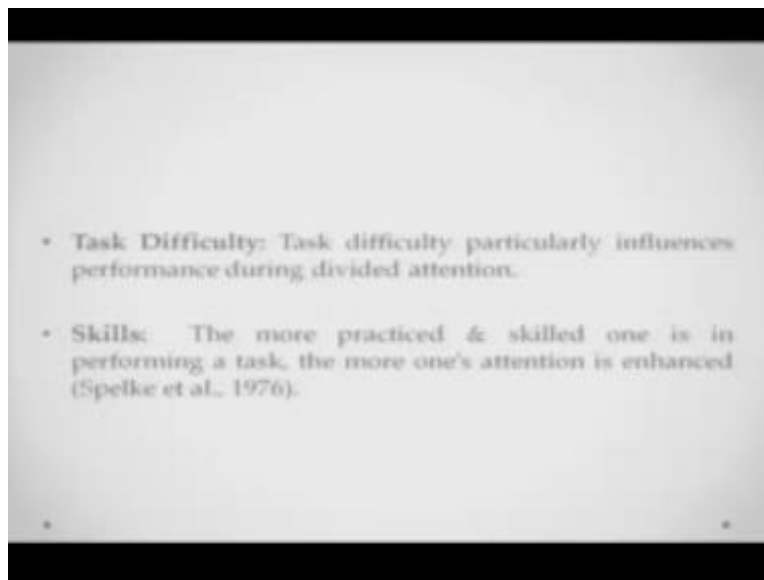 • Task Difficulty: Task difficulty particularly influences
performance during divided attention.
• Skills: The more practiced & skilled one is in
performing a task, the more one's attention is enhanced
(Spelke et al., 1976).